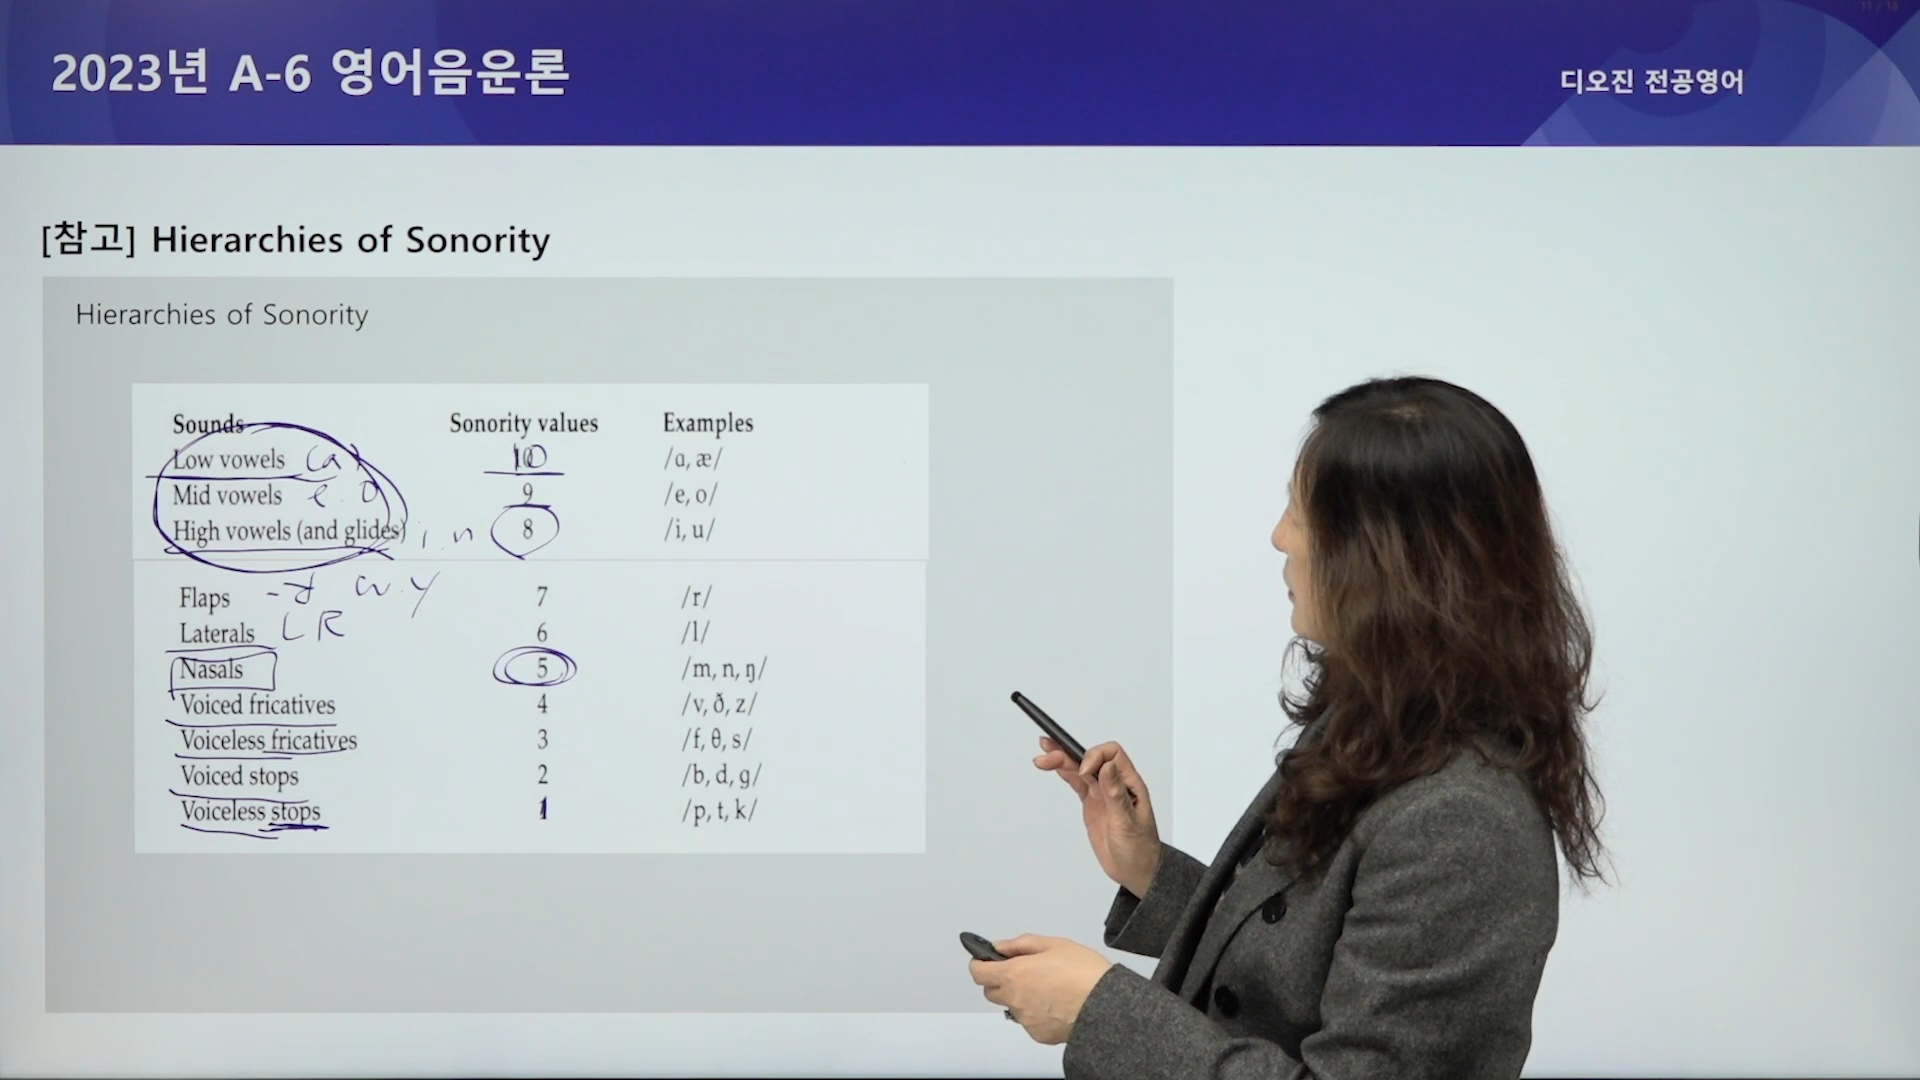 11 / 18
2023년 A-6 영어음운론
디오진 전공영어
[참고] Hierarchies of Sonority
Hierarchies of Sonority
Sounds Sonority values Examples
Low vowels (a) 10 /ɑ, æ/
Mid vowels e. o 9 /e, o/
High vowels (and glides) i. u 8 /i, u/
w. y
Flaps 7 /r/
Laterals L R 6 /l/
Nasals 5 /m, n, ŋ/
Voiced fricatives 4 /v, ð, z/
Voiceless fricatives 3 /f, θ, s/
Voiced stops 2 /b, d, g/
Voiceless stops 1 /p, t, k/